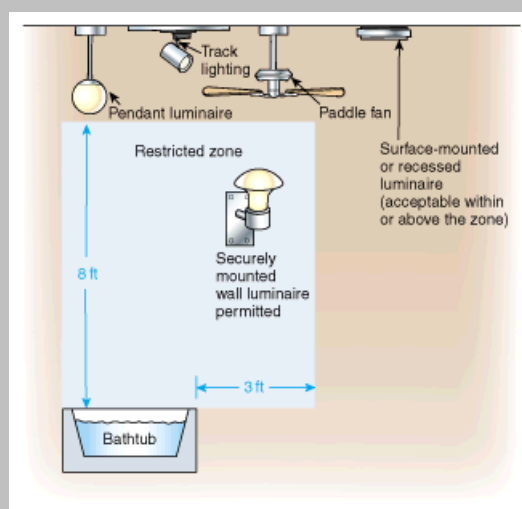 Track
lighting
Pendant luminaire
Paddle fan
Restricted zone
Surface-mounted
or recessed
luminaire
(acceptable within
or above the zone)
Securely
mounted
wall luminaire
permitted
8 ft
3 ft
Bathtub